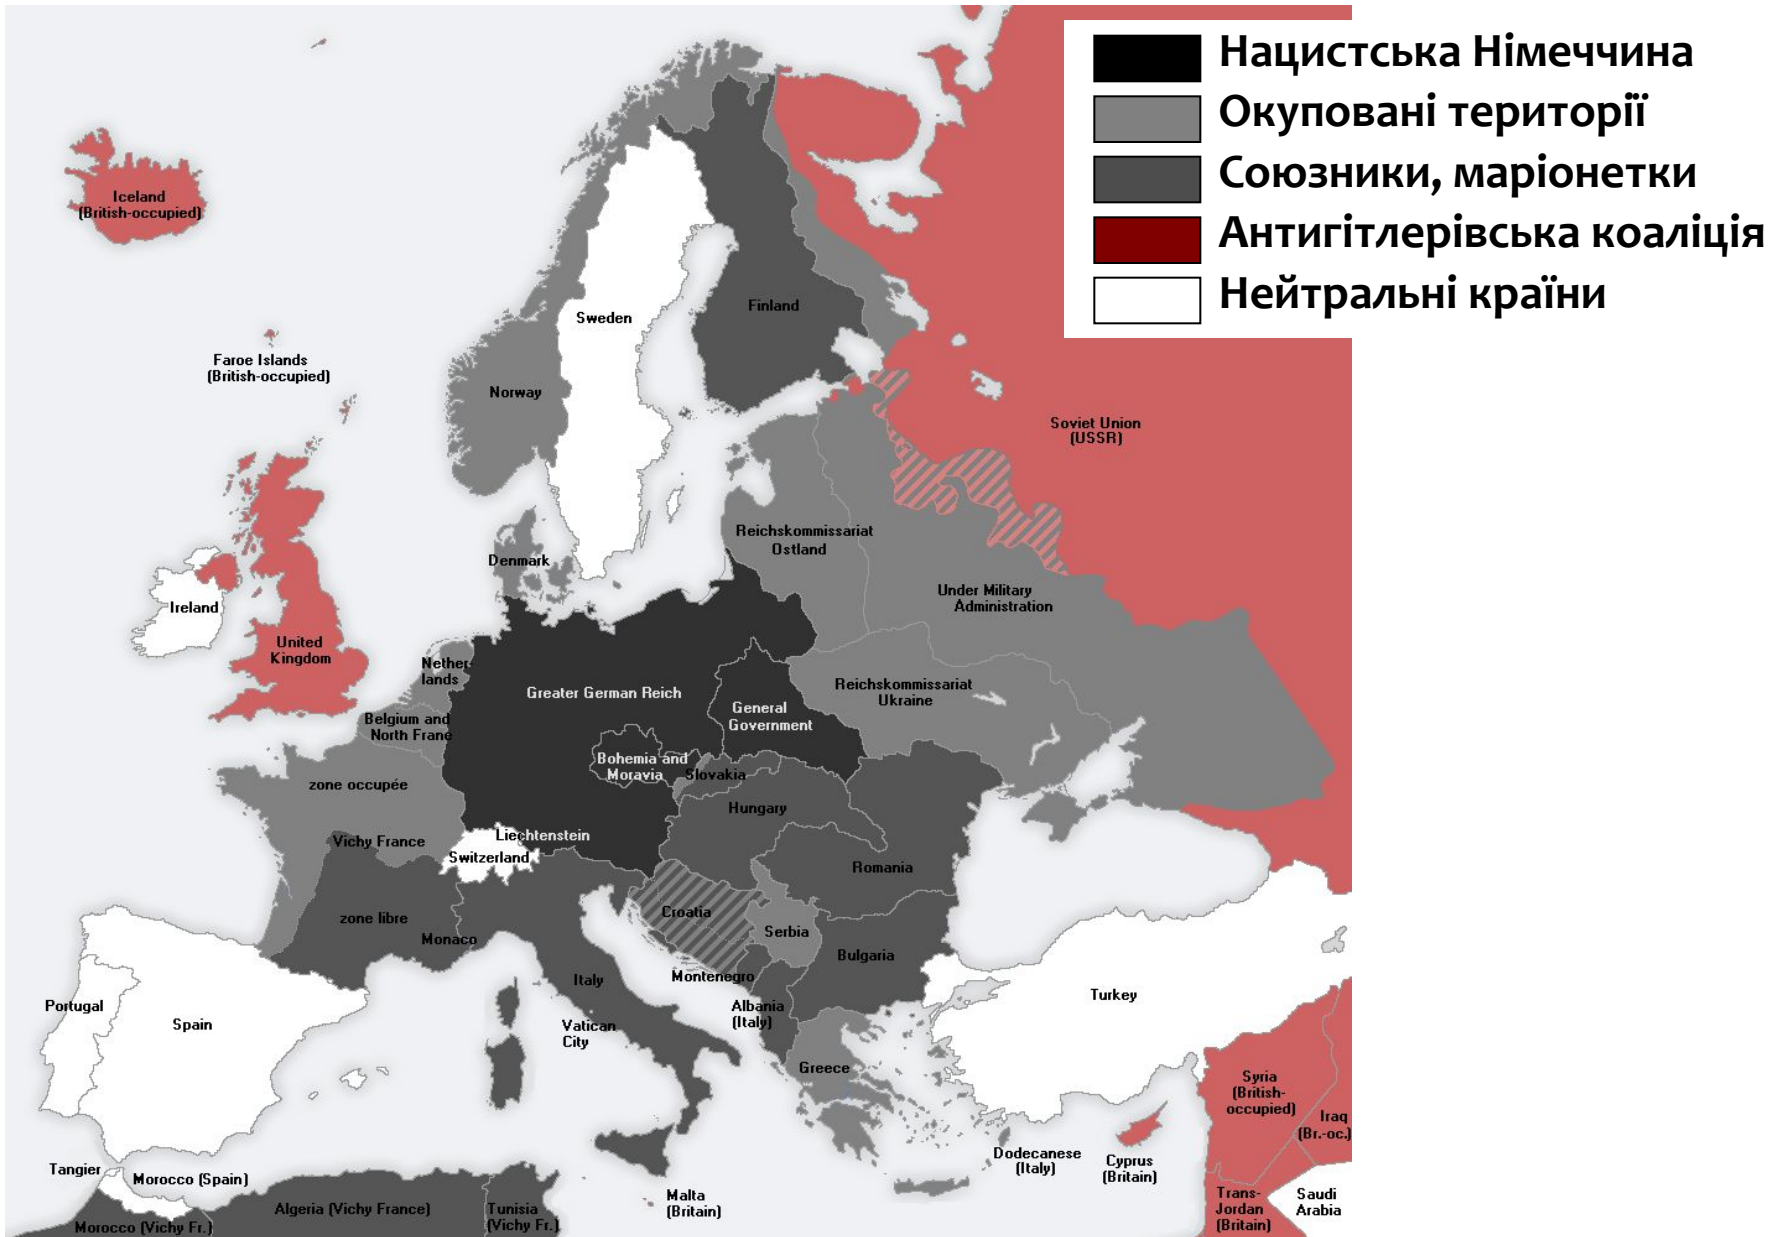 Нацистська Німеччина
Окуповані території
Союзники, маріонетки
Антигітлерівська коаліція
Нейтральні країни
Iceland
(British-occupied)
Faroe Islands
(British-occupied)
Sweden
Finland
Norway
Soviet Union
(USSR)
Denmark
Reichskommissariat
Ostland
Under Military
Administration
Ireland
United
Kingdom
Nether-
lands
Greater German Reich
General
Government
Reichskommissariat
Ukraine
Belgium and
North Frane
Bohemia and
Moravia
Slovakia
zone occupée
Hungary
Vichy France
Liechtenstein
Switzerland
Romania
zone libre
Monaco
Croatia
Serbia
Bulgaria
Montenegro
Italy
Albania
(Italy)
Vatican
City
Portugal
Spain
Turkey
Greece
Syria
(British-
occupied)
Iraq
(Br.-oc.)
Dodecanese
(Italy)
Cyprus
(Britain)
Tangier
Morocco (Spain)
Malta
(Britain)
Trans-
Jordan
(Britain)
Saudi
Arabia
Morocco (Vichy Fr.)
Algeria (Vichy France)
Tunisia
(Vichy Fr.)